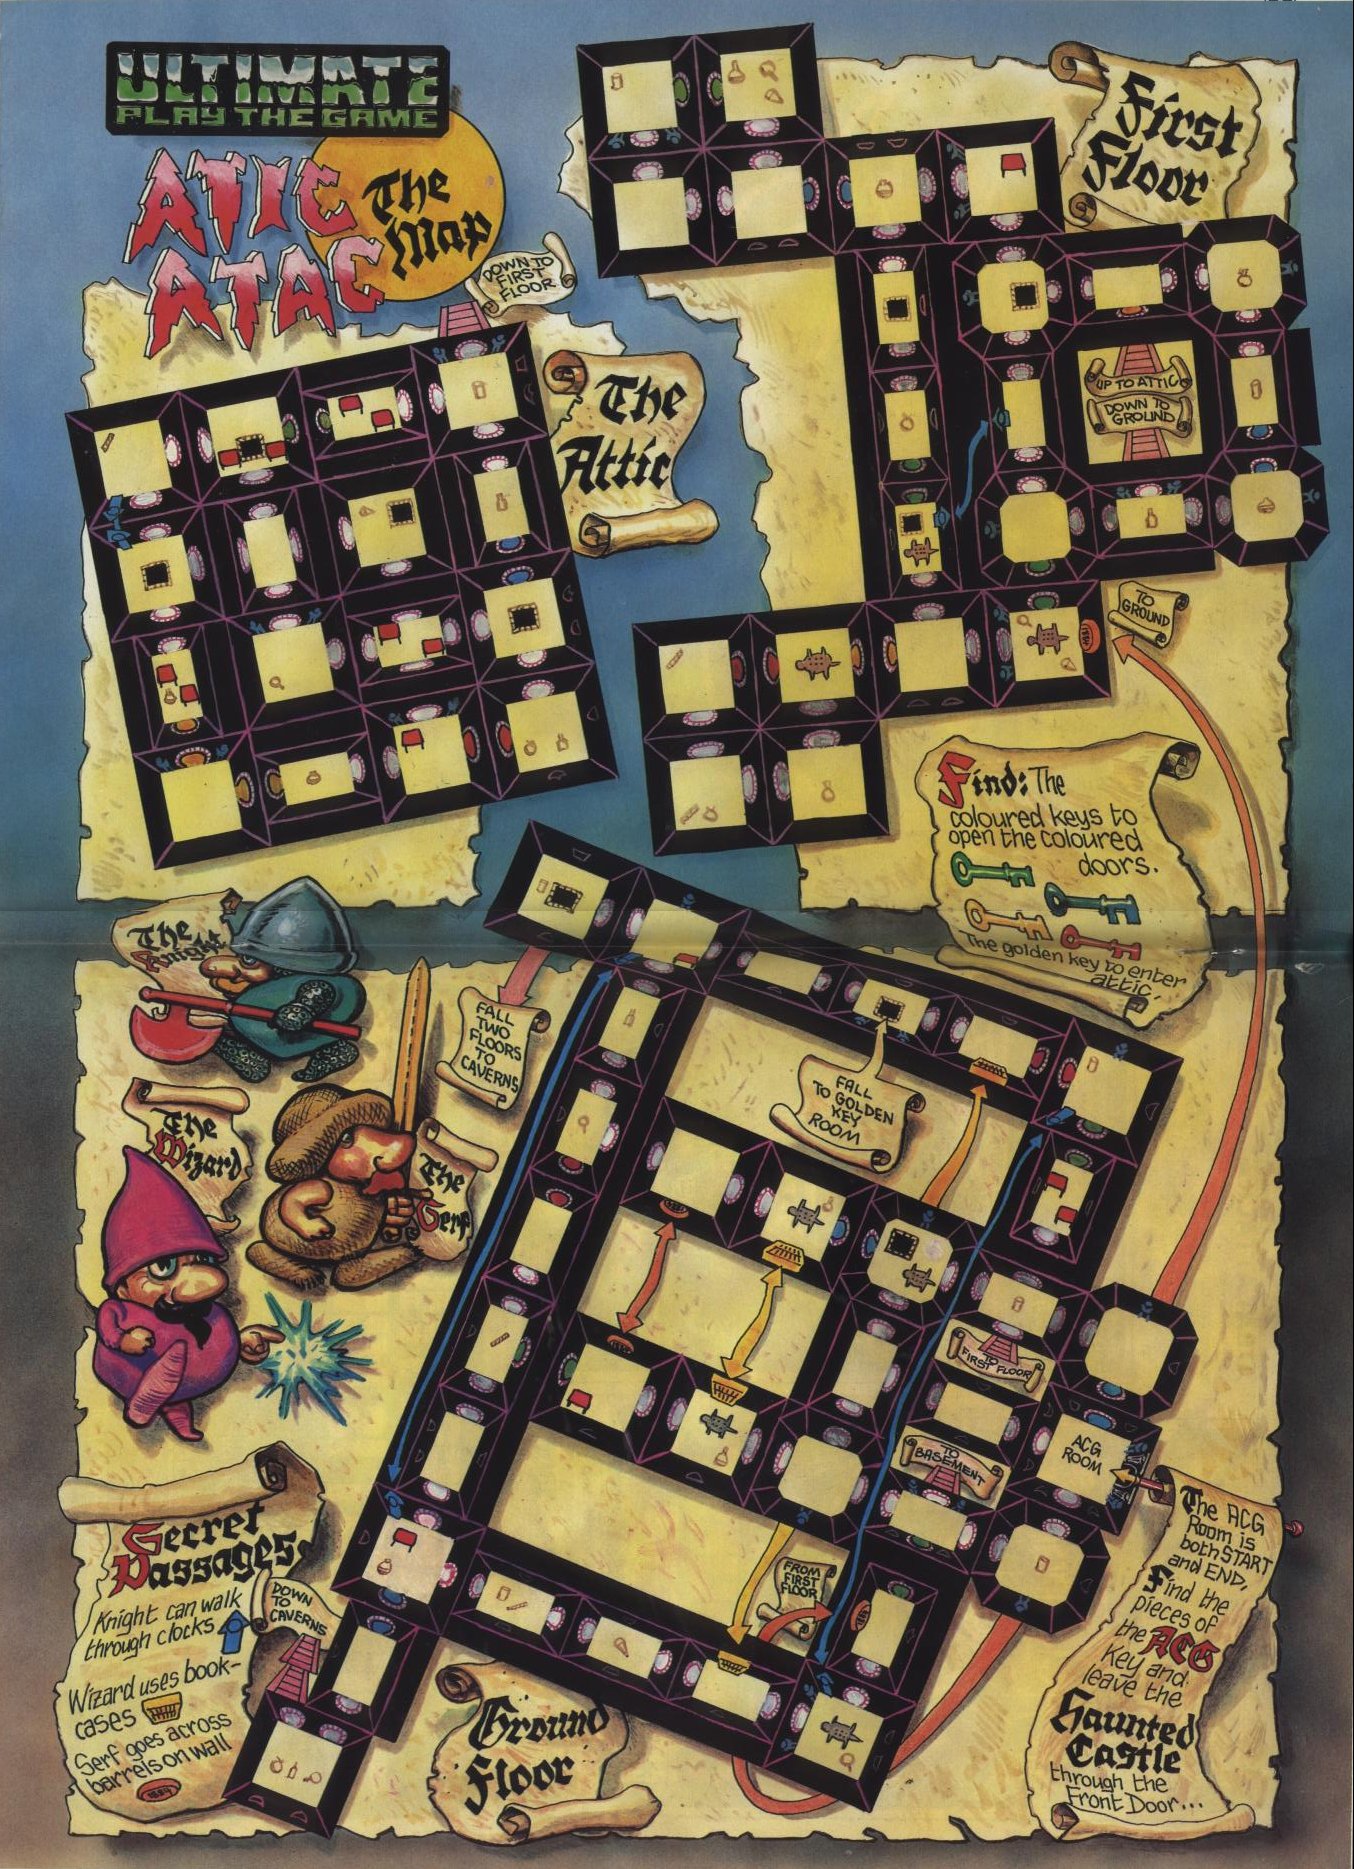 ULTIMATE
PLAY THE GAME
ATIC
ATAC
The
Map
DOWN TO
FIRST
FLOOR
The
Attic
First
Floor
UP TO ATTIC
DOWN TO
GROUND
TO
GROUND
Find: The
coloured keys to
open the coloured
doors.
The golden key to enter
attic.
The
Knight
FALL
TWO
FLOORS
TO
CAVERNS
FALL
TO GOLDEN
KEY
ROOM
The
Wizard
The
Serf
TO
FIRST FLOOR
TO
BASEMENT
ACG
ROOM
FROM
FIRST
FLOOR
Secret
Passages
Knight can walk
through clocks
Wizard uses book-
cases
Serf goes across
barrels on wall
DOWN
TO
CAVERNS
Ground
Floor
The ACG
Room is
both START
and END,
Find the
pieces of
the ACG
Key and
leave the
Haunted
Castle
through the
Front Door...